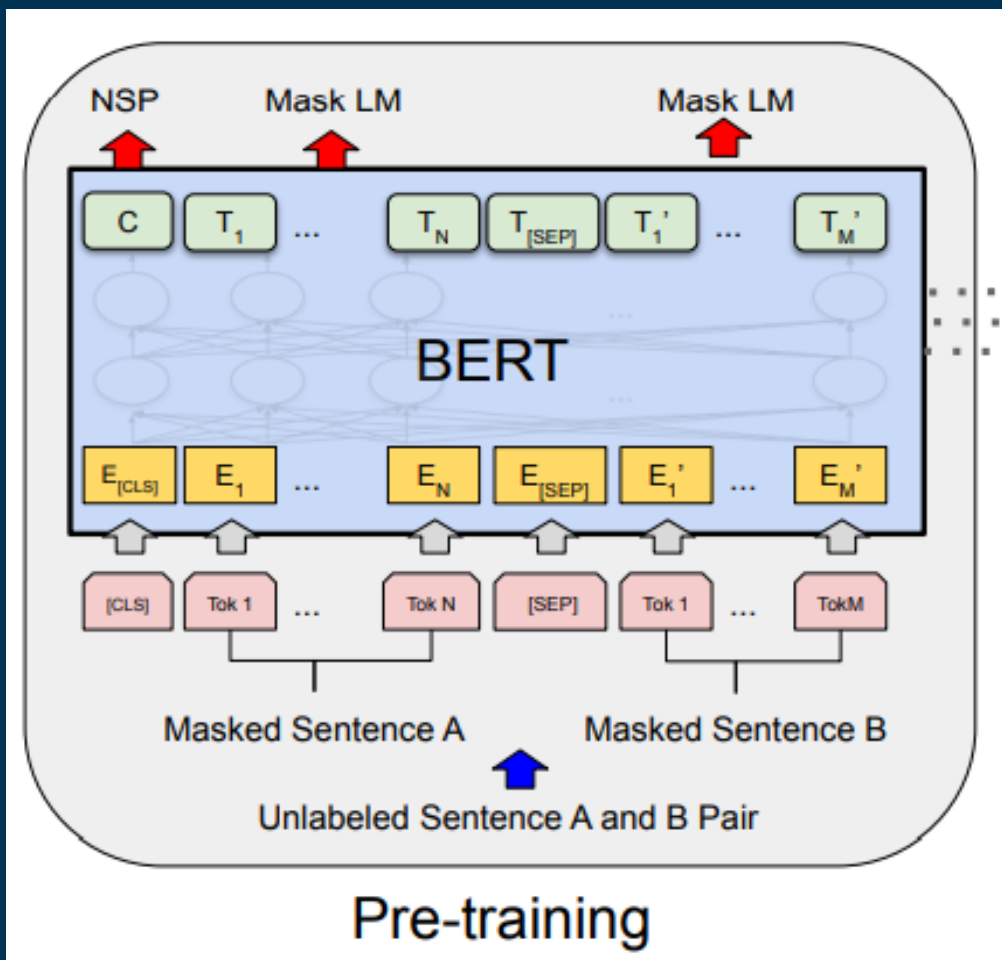 NSP Mask LM Mask LM
C T1 ... TN T[SEP] T1' ... TM'
...
BERT
...
E[CLS] E1 ... EN E[SEP] E1' ... EM'
[CLS] Tok 1 ... Tok N [SEP] Tok 1 ... TokM
Masked Sentence A Masked Sentence B
Unlabeled Sentence A and B Pair
Pre-training